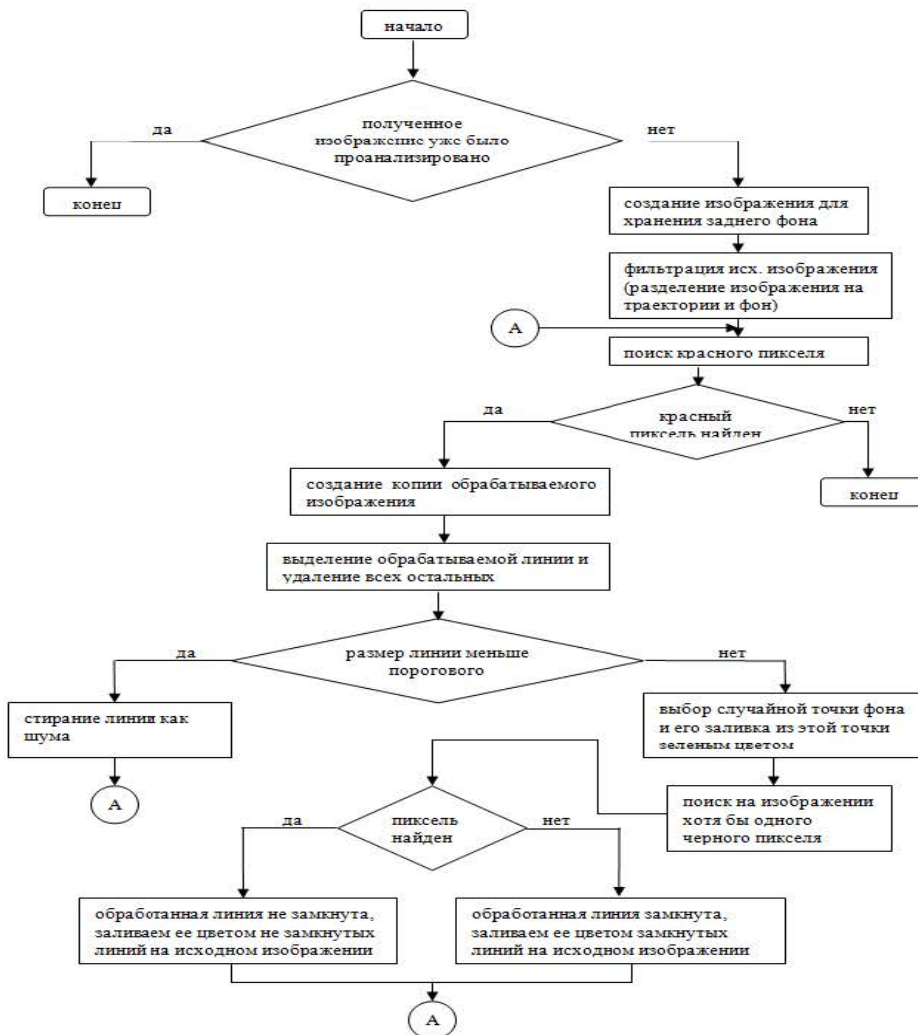 начало
да
полученное
изображение уже было
проанализировано
нет
конец
создание изображения для
хранения заднего фона
фильтрация исх. изображения
(разделение изображения на
траектории и фон)
А
поиск красного пикселя
да
красный
пиксель найден
нет
создание копии обрабатываемого
изображения
конец
выделение обрабатываемой линии и
удаление всех остальных
да
размер линии меньше
порогового
нет
стирание линии как
шума
выбор случайной точки фона
и его заливка из этой точки
зеленым цветом
А
поиск на изображении
хотя бы одного
черного пикселя
да
пиксель
найден
нет
обработанная линия не замкнута,
заливаем ее цветом не замкнутых
линий на исходном изображении
обработанная линия замкнута,
заливаем ее цветом замкнутых
линий на исходном изображении
А